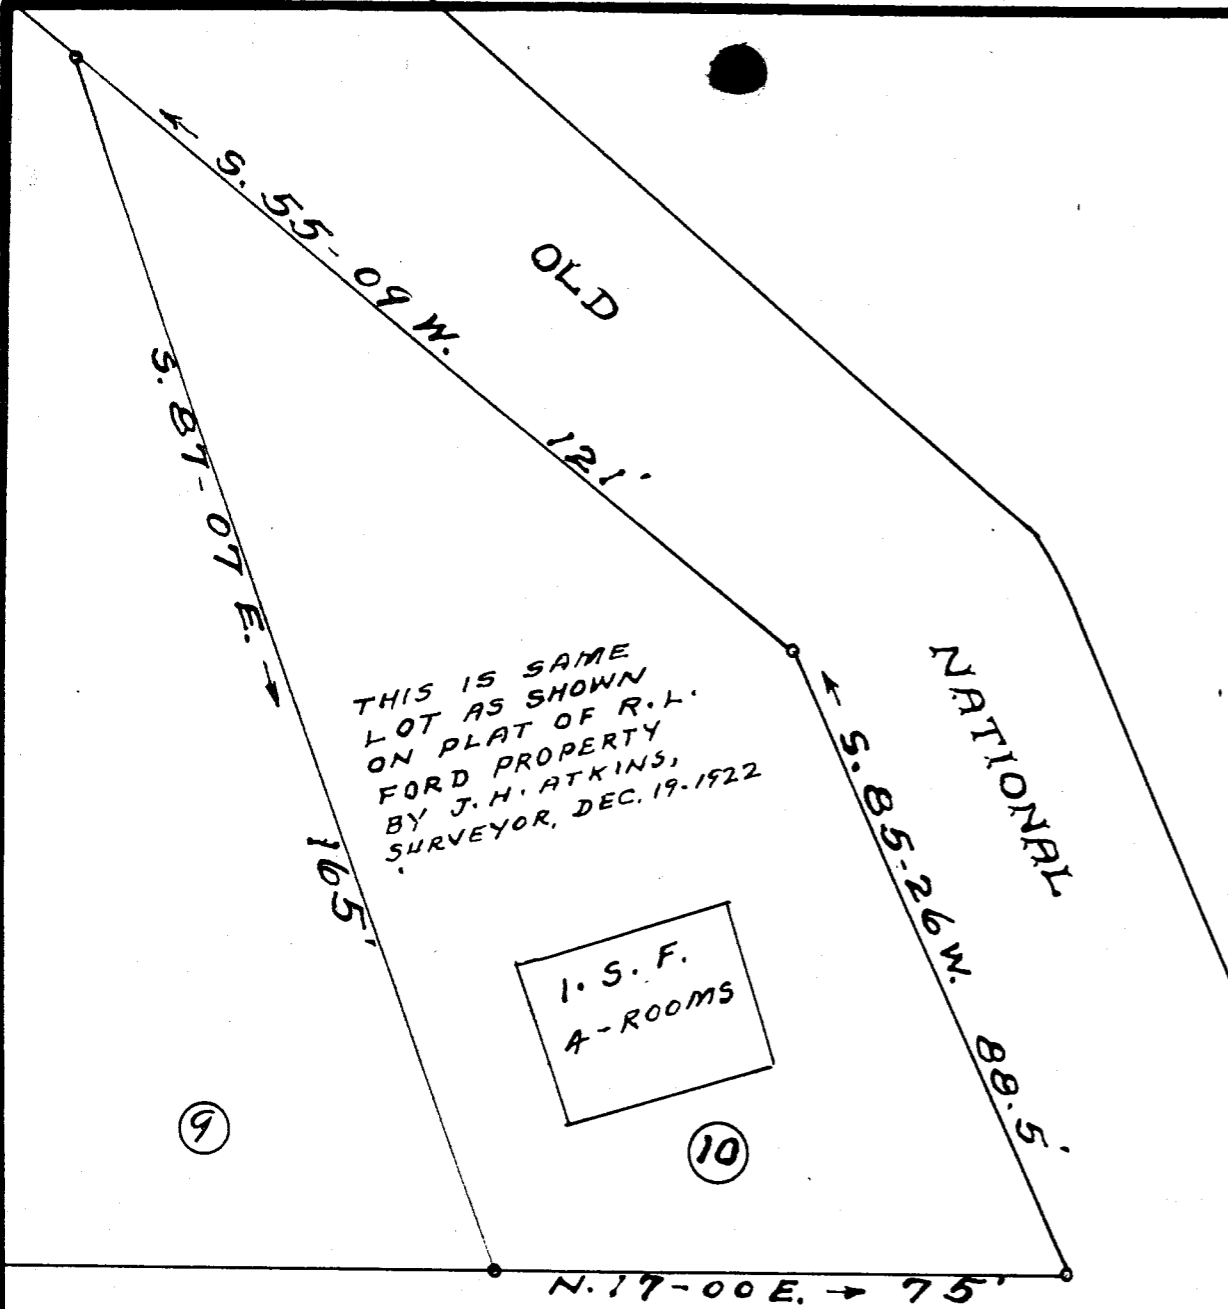 S. 55-09 W.
121'
OLD
NATIONAL
S. 87-07 E.
165'
THIS IS SAME
LOT AS SHOWN
ON PLAT OF R.L.
FORD PROPERTY
BY J.H. ATKINS,
SURVEYOR, DEC. 19-1922
S. 85-26 W.
88.5'
1. S. F.
4-ROOMS
9
10
N. 17-00 E. → 75'